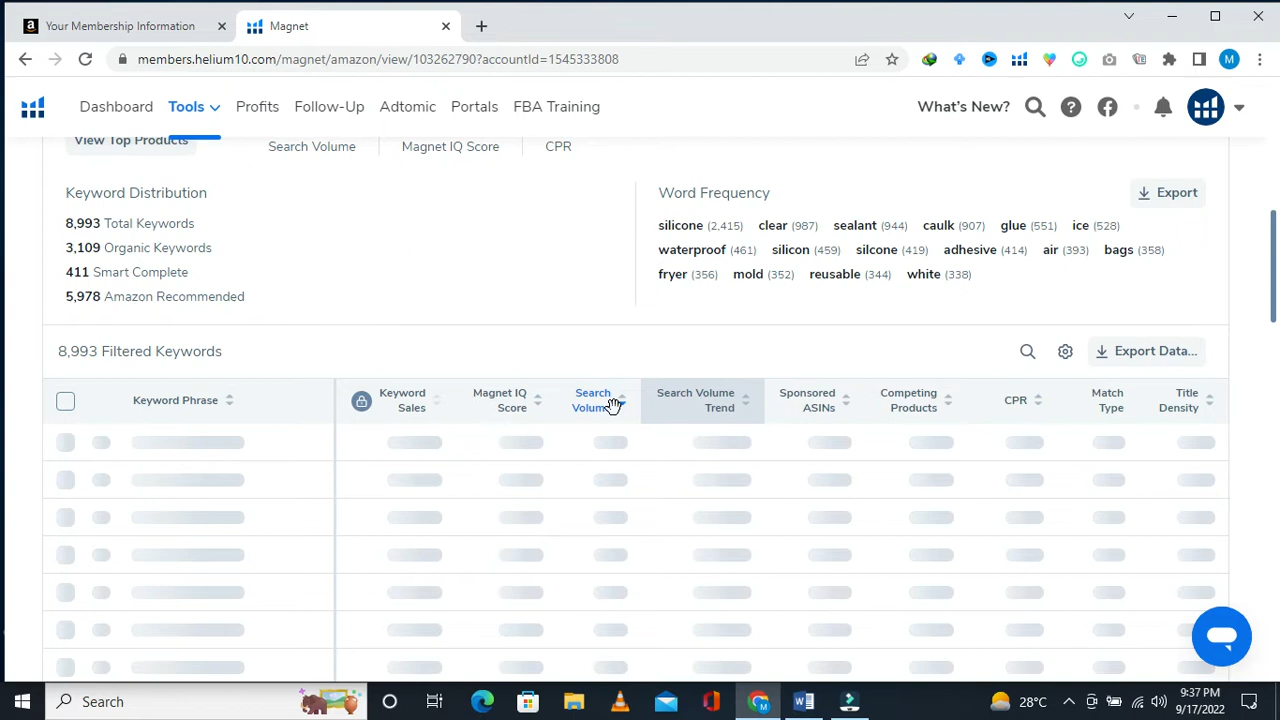 Your Membership Information
Magnet
members.helium10.com/magnet/amazon/view/103262790?accountId=1545333808
M
Dashboard Tools Profits Follow-Up Adtomic Portals FBA Training What's New?
View Top Products Search Volume Magnet IQ Score CPR
Keyword Distribution
8,993 Total Keywords
3,109 Organic Keywords
411 Smart Complete
5,978 Amazon Recommended
Word Frequency Export
silicone (2,415) clear (987) sealant (944) caulk (907) glue (551) ice (528)
waterproof (461) silicon (459) silcone (419) adhesive (414) air (393) bags (358)
fryer (356) mold (352) reusable (344) white (338)
8,993 Filtered Keywords Export Data...
Keyword Phrase
Keyword Sales
Magnet IQ Score
Search Volume
Search Volume Trend
Sponsored ASINs
Competing Products
CPR
Match Type
Title Density
Search 28°C 9:37 PM
9/17/2022